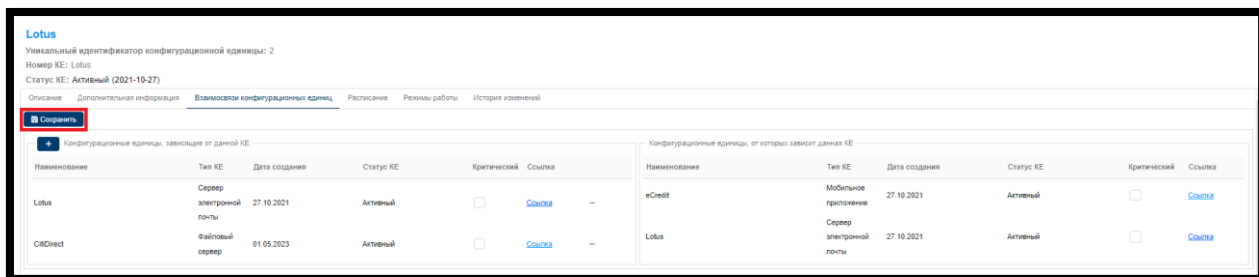 Lotus
Уникальный идентификатор конфигурационной единицы: 2
Номер КЕ: Lotus
Статус КЕ: Активный (2021-10-27)
Описание Дополнительная информация Взаимосвязи конфигурационных единиц Расписание Режимы работы История изменений
Сохранить
+ Конфигурационные единицы, зависящие от данной КЕ
Наименование Тип КЕ Дата создания Статус КЕ Критический Ссылка
Lotus Сервер электронной почты 27.10.2021 Активный Ссылка –
CitiDirect Файловый сервер 01.05.2023 Активный Ссылка –
Конфигурационные единицы, от которых зависит данная КЕ
Наименование Тип КЕ Дата создания Статус КЕ Критический Ссылка
eCredit Мобильное приложение 27.10.2021 Активный Ссылка
Lotus Сервер электронной почты 27.10.2021 Активный Ссылка